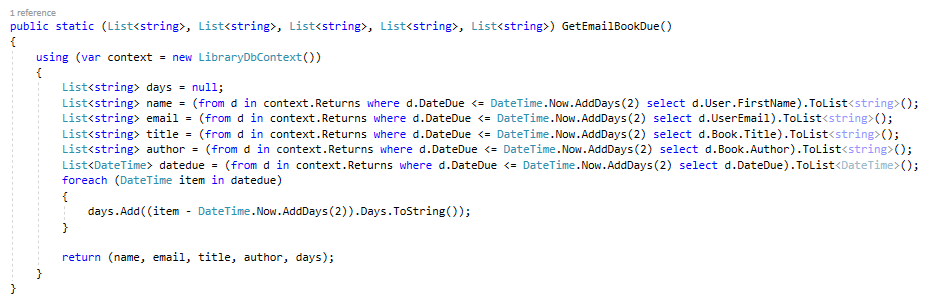 1 reference
public static (List<string>, List<string>, List<string>, List<string>, List<string>) GetEmailBookDue()
{
using (var context = new LibraryDbContext())
{
List<string> days = null;
List<string> name = (from d in context.Returns where d.DateDue <= DateTime.Now.AddDays(2) select d.User.FirstName).ToList<string>();
List<string> email = (from d in context.Returns where d.DateDue <= DateTime.Now.AddDays(2) select d.UserEmail).ToList<string>();
List<string> title = (from d in context.Returns where d.DateDue <= DateTime.Now.AddDays(2) select d.Book.Title).ToList<string>();
List<string> author = (from d in context.Returns where d.DateDue <= DateTime.Now.AddDays(2) select d.Book.Author).ToList<string>();
List<DateTime> datedue = (from d in context.Returns where d.DateDue <= DateTime.Now.AddDays(2) select d.DateDue).ToList<DateTime>();
foreach (DateTime item in datedue)
{
days.Add((item - DateTime.Now.AddDays(2)).Days.ToString());
}
return (name, email, title, author, days);
}
}